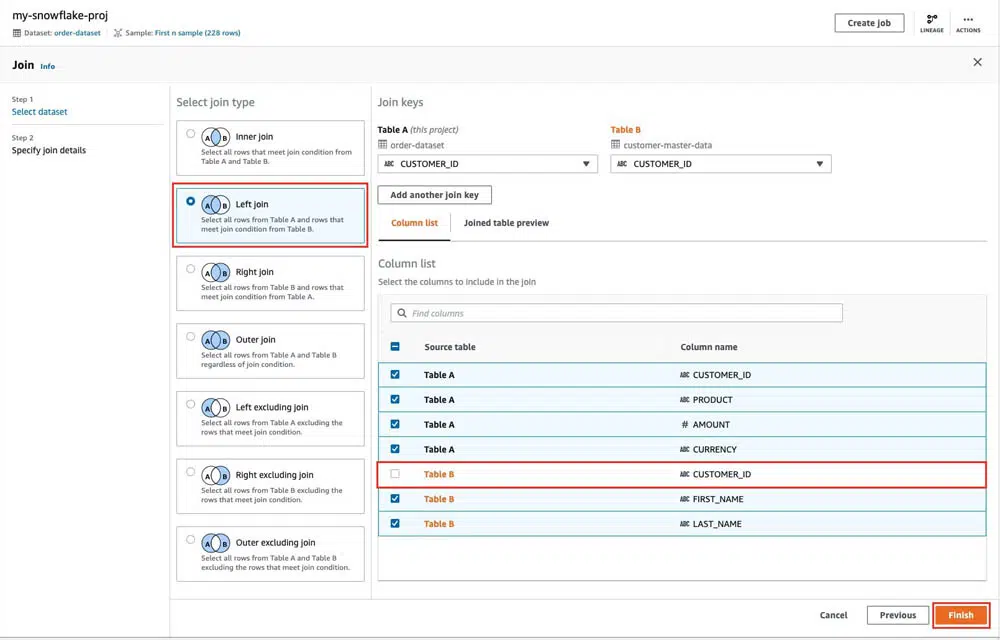 my-snowflake-proj
Dataset: order-dataset
Sample: First n sample (228 rows)
Create job
LINEAGE
ACTIONS
Join Info
Step 1
Select dataset
Step 2
Specify join details
Select join type
A B Inner join
Select all rows that meet join condition from
Table A and Table B.
A B Left join
Select all rows from Table A and rows that
meet join condition from Table B.
A B Right join
Select all rows from Table B and rows that
meet join condition from Table A.
A B Outer join
Select all rows from Table A and Table B
regardless of join condition.
A B Left excluding join
Select all rows from Table A excluding the
rows that meet join condition.
A B Right excluding join
Select all rows from Table B excluding the
rows that meet join condition.
A B Outer excluding join
Select all rows from Table A and Table B
excluding the rows that meet join condition.
Join keys
Table A (this project)
order-dataset
ABC CUSTOMER_ID
Table B
customer-master-data
ABC CUSTOMER_ID
Add another join key
Column list
Joined table preview
Column list
Select the columns to include in the join
Find columns
Source table Column name
Table A ABC CUSTOMER_ID
Table A ABC PRODUCT
Table A # AMOUNT
Table A ABC CURRENCY
Table B ABC CUSTOMER_ID
Table B ABC FIRST_NAME
Table B ABC LAST_NAME
Cancel
Previous
Finish